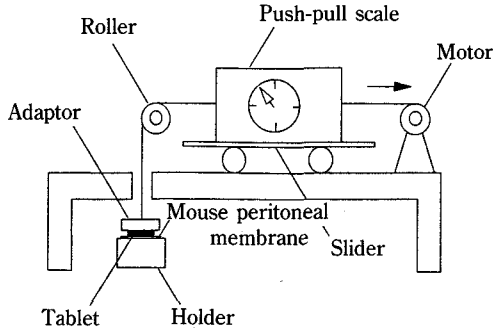 Push-pull scale
Roller
Motor
Adaptor
Mouse peritoneal
membrane
Slider
Tablet
Holder